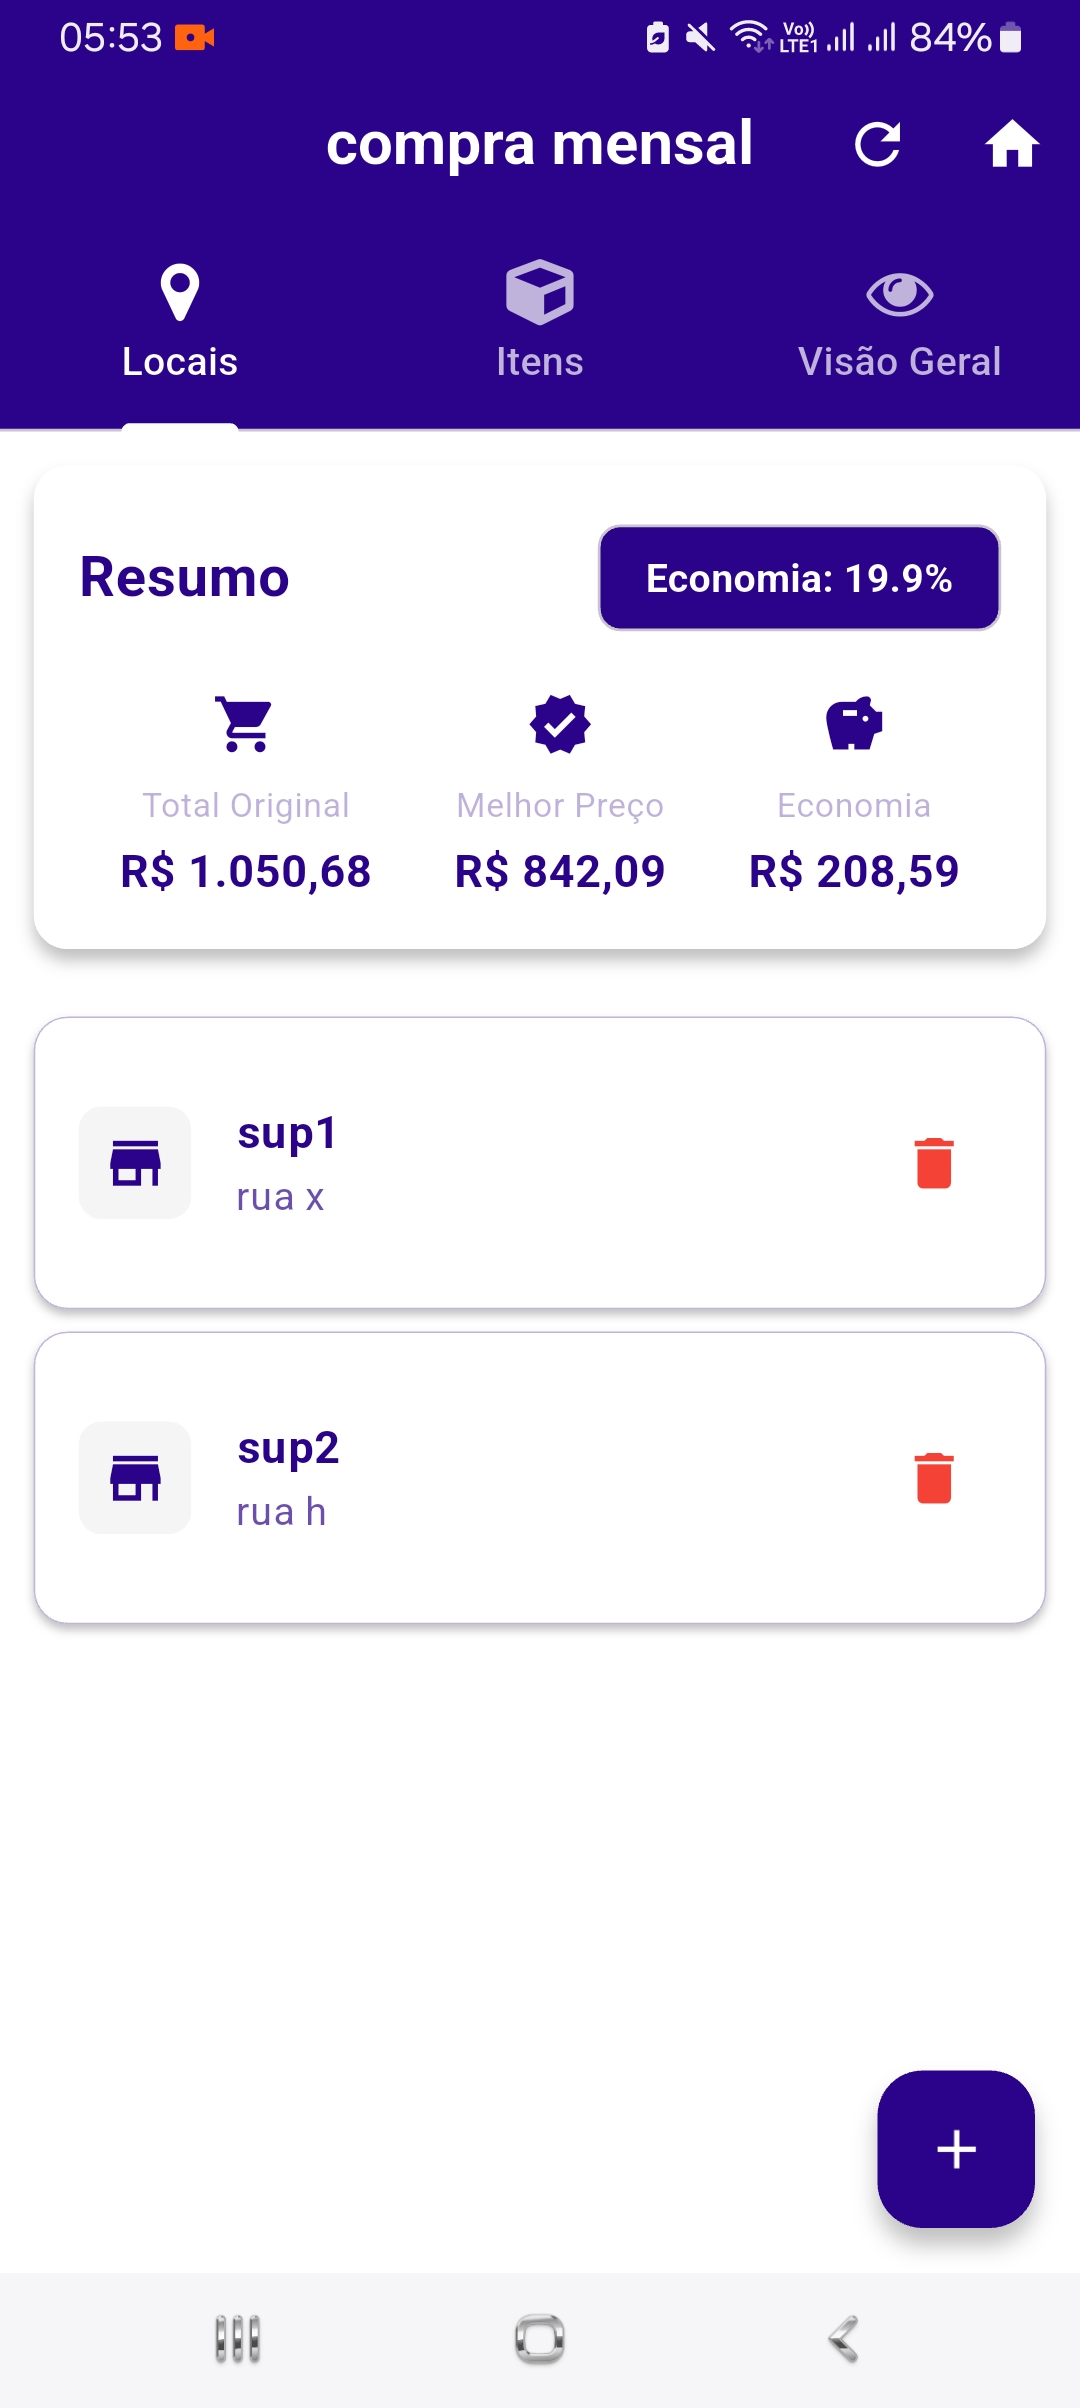 05:53
Vo)) LTE1 84%
compra mensal
Locais Itens Visão Geral
Resumo
Economia: 19.9%
Total Original Melhor Preço Economia
R$ 1.050,68 R$ 842,09 R$ 208,59
sup1
rua x
sup2
rua h